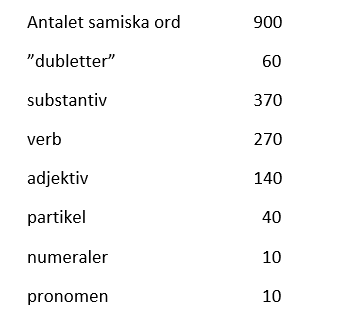 Antalet samiska ord 900
”dubletter” 60
substantiv 370
verb 270
adjektiv 140
partikel 40
numeraler 10
pronomen 10